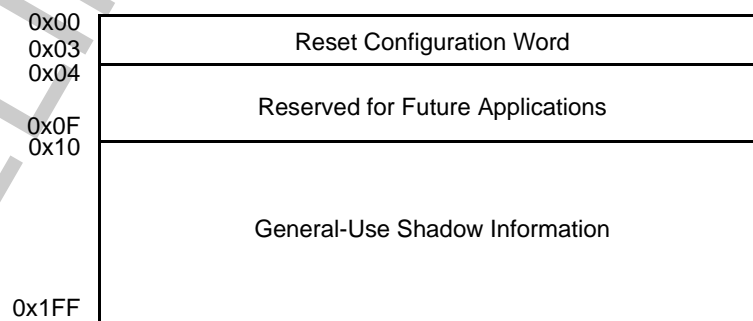 0x00
Reset Configuration Word
0x03
0x04
Reserved for Future Applications
0x0F
0x10
General-Use Shadow Information
0x1FF